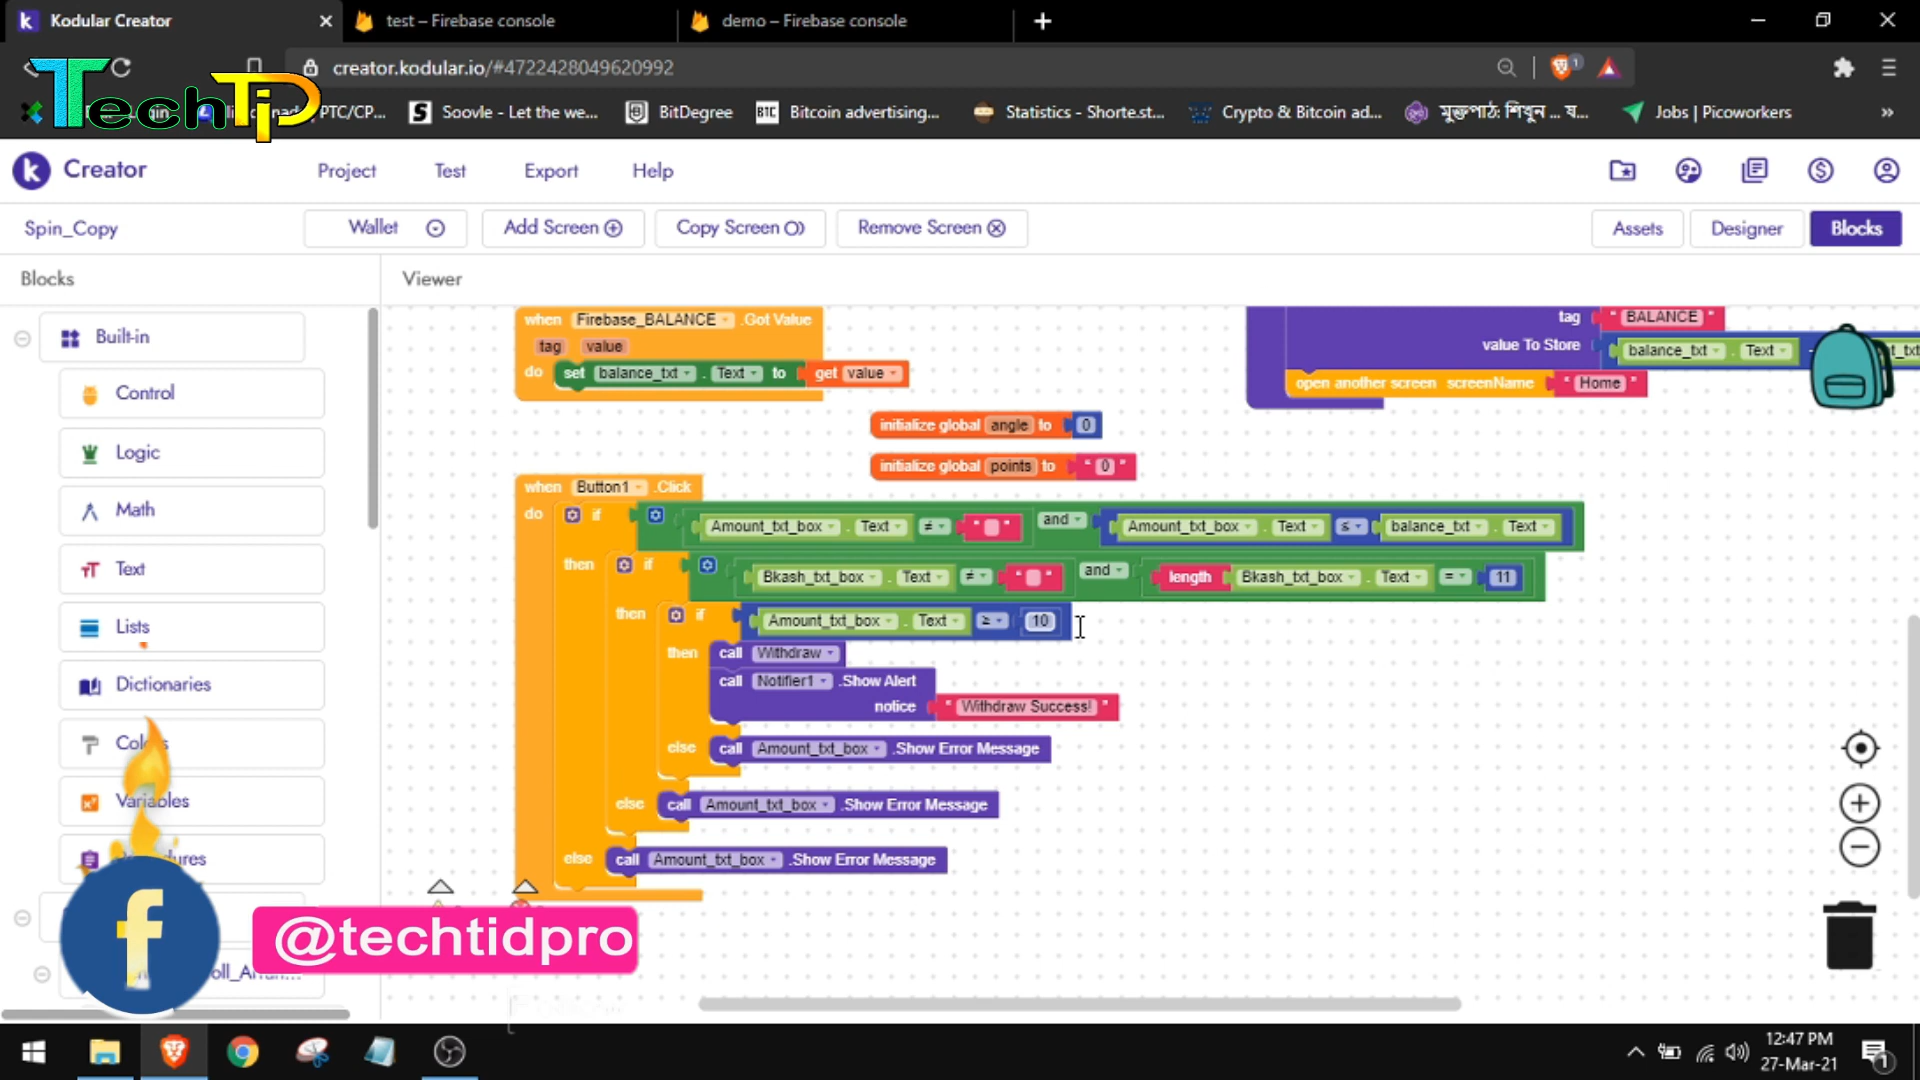 Kodular Creator
test – Firebase console
demo – Firebase console
creator.kodular.io/#4722428049620992
TechTiD
PTC/CP...
Soovle - Let the we...
BitDegree
BTC Bitcoin advertising...
Statistics - Shorte.st...
Crypto & Bitcoin ad...
মুক্তপাঠ: শিখুন ... য...
Jobs | Picoworkers
Creator
Project
Test
Export
Help
Spin_Copy
Wallet
Add Screen
Copy Screen
Remove Screen
Assets
Designer
Blocks
Blocks
Viewer
Built-in
Control
Logic
Math
Text
Lists
Dictionaries
Variables
when Firebase_BALANCE .Got Value
tag value
do set balance_txt . Text to get value
tag " BALANCE "
value To Store balance_txt . Text
open another screen screenName " Home "
initialize global angle to 0
initialize global points to " 0 "
when Button1 .Click
do if Amount_txt_box . Text ≠ " " and Amount_txt_box . Text ≤ balance_txt . Text
then if Bkash_txt_box . Text ≠ " " and length Bkash_txt_box . Text = 11
then if Amount_txt_box . Text ≥ 10
then call Withdraw
call Notifier1 .Show Alert
notice " Withdraw Success! "
else call Amount_txt_box .Show Error Message
else call Amount_txt_box .Show Error Message
else call Amount_txt_box .Show Error Message
f @techtidpro
12:47 PM
27-Mar-21
1